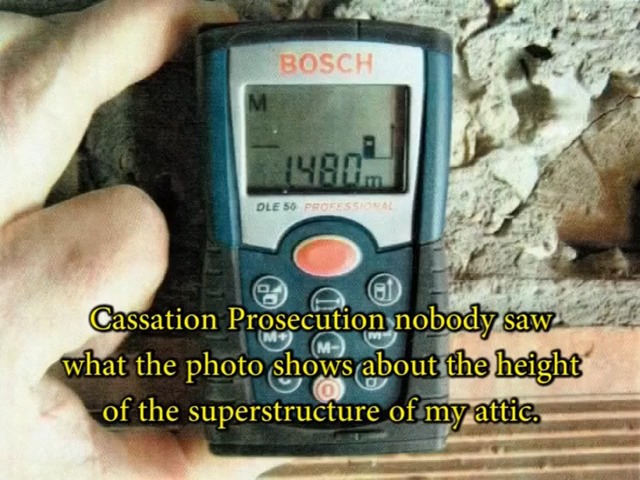 BOSCH
M
1480 m
DLE 50 PROFESSIONAL
Cassation Prosecution nobody saw
M+ M- M=
what the photo shows about the height
of the superstructure of my attic.